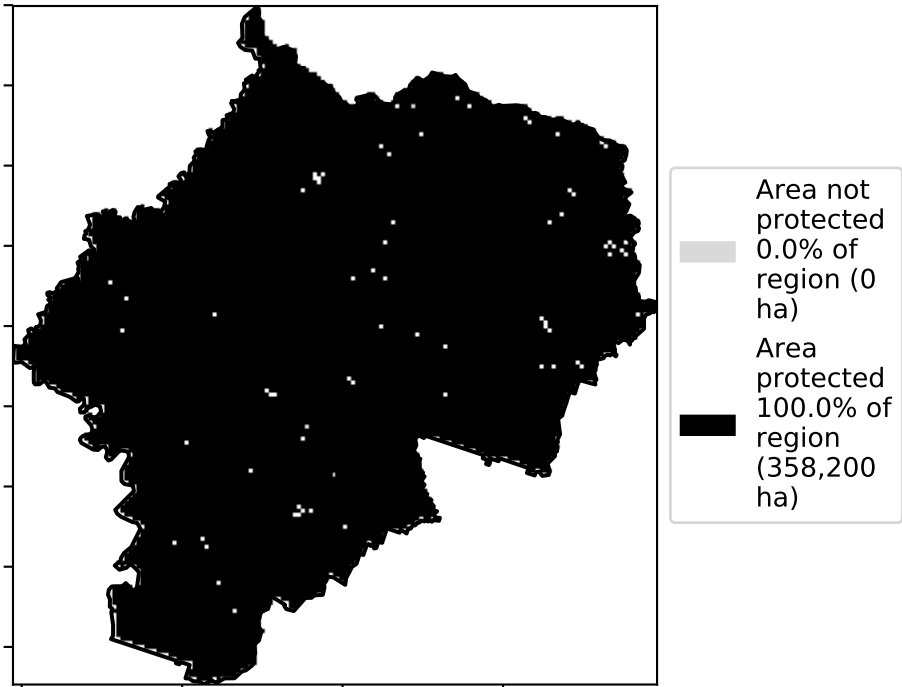 Area not
protected
0.0% of
region (0
ha)
Area
protected
100.0% of
region
(358,200
ha)